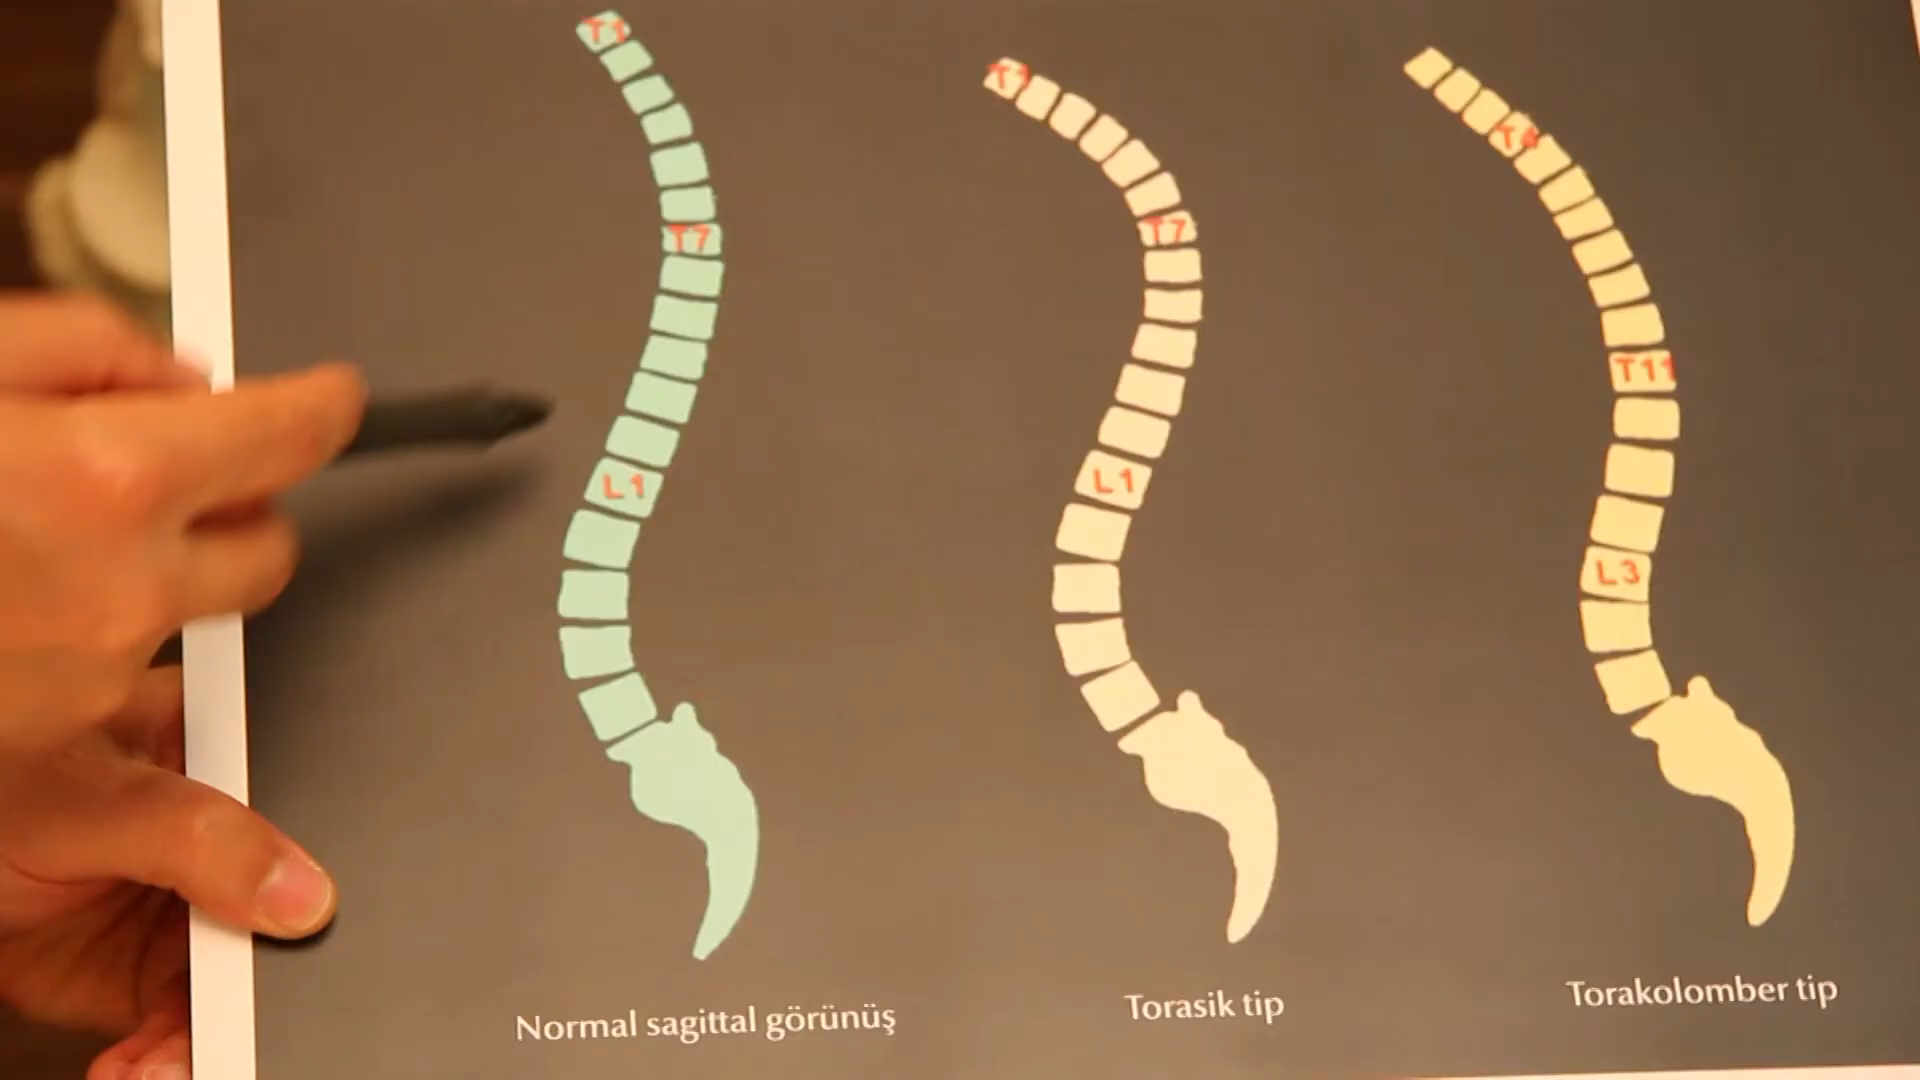 T1
T7
L1
Normal sagittal görünüş
T1
T7
L1
Torasik tip
T11
L3
Torakolomber tip